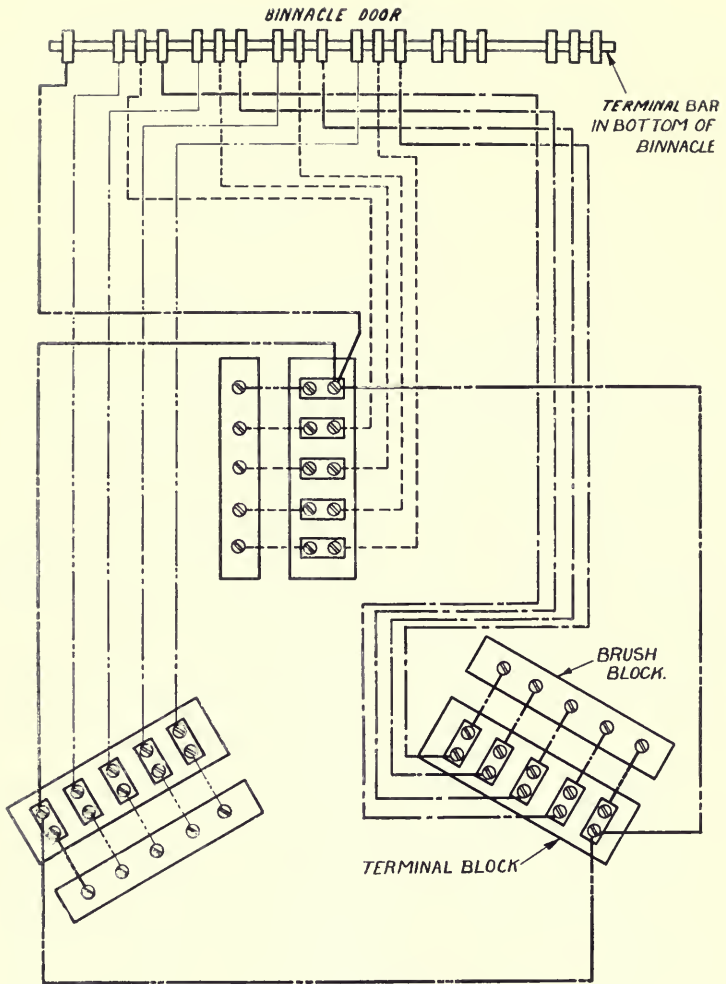 BINNACLE DOOR
TERMINAL BAR
IN BOTTOM OF
BINNACLE
BRUSH
BLOCK.
TERMINAL BLOCK